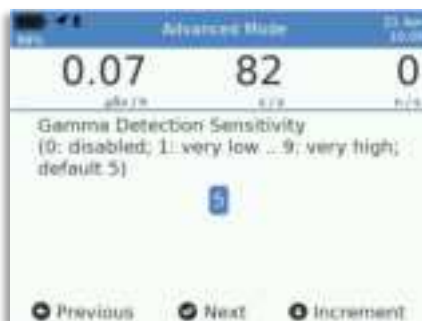 Advanced Mode
0.07 82 0
Gamma Detection Sensitivity
(0: disabled; 1: very low .. 9: very high;
default 5)
5
Previous Next Increment